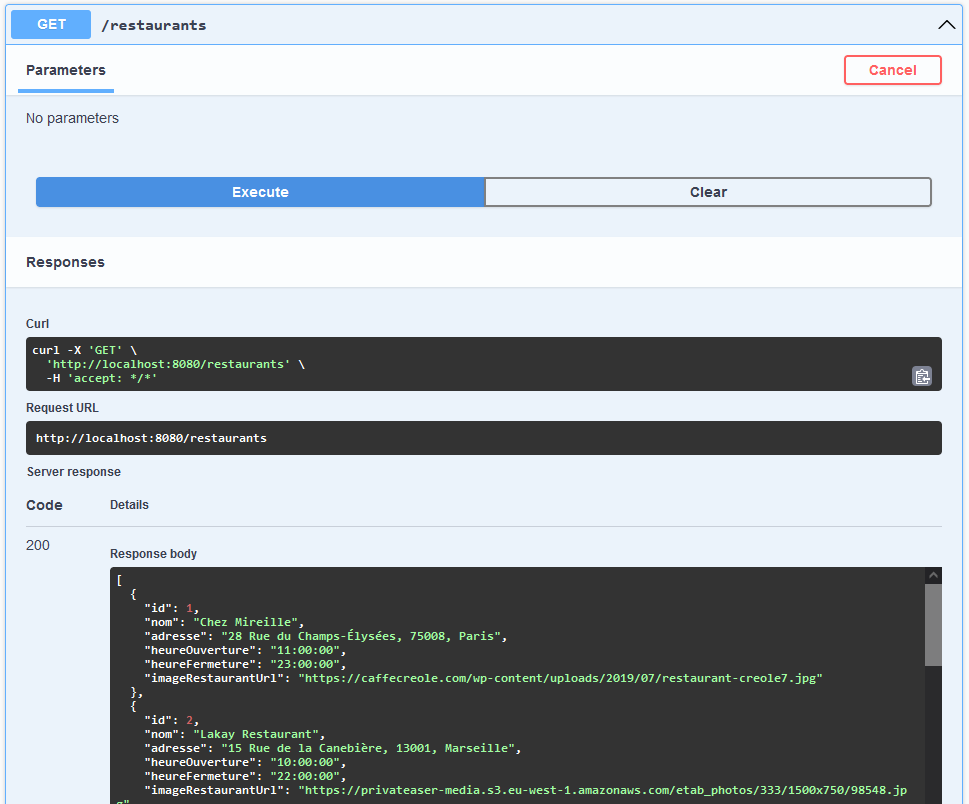 GET /restaurants
Parameters Cancel
No parameters
Execute Clear
Responses
Curl
curl -X 'GET' \
  'http://localhost:8080/restaurants' \
  -H 'accept: */*'
Request URL
http://localhost:8080/restaurants
Server response
Code Details
200
Response body
[
  {
    "id": 1,
    "nom": "Chez Mireille",
    "adresse": "28 Rue du Champs-Élysées, 75008, Paris",
    "heureOuverture": "11:00:00",
    "heureFermeture": "23:00:00",
    "imageRestaurantUrl": "https://caffecreole.com/wp-content/uploads/2019/07/restaurant-creole7.jpg"
  },
  {
    "id": 2,
    "nom": "Lakay Restaurant",
    "adresse": "15 Rue de la Canebière, 13001, Marseille",
    "heureOuverture": "10:00:00",
    "heureFermeture": "22:00:00",
    "imageRestaurantUrl": "https://privateaser-media.s3.eu-west-1.amazonaws.com/etab_photos/333/1500x750/98548.jp
g"